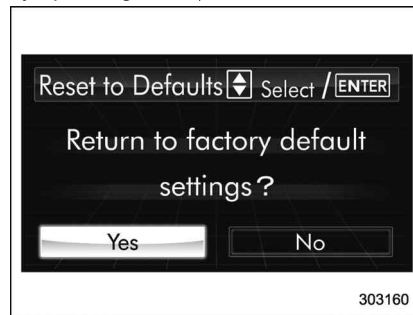 Reset to Defaults Select / ENTER
Return to factory default
settings?
Yes No
303160